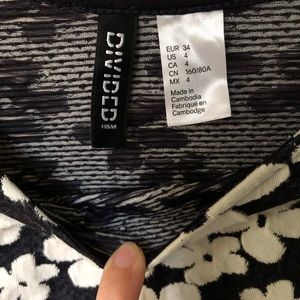 DIVIDED
H&M
EUR 34
US 4
CA 4
CN 160/80A
MX 4
Made in
Cambodia
Fabriqué en
Cambodge